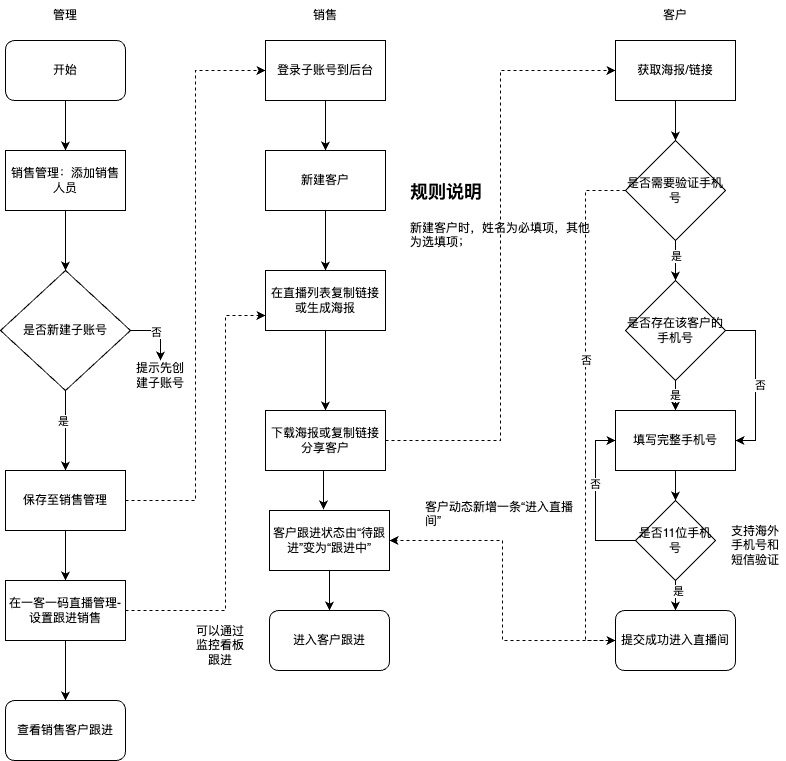 管理
销售
客户
开始
登录子账号到后台
获取海报/链接
销售管理：添加销售
人员
新建客户
是否需要验证手机
号
规则说明
新建客户时，姓名为必填项，其他
为选填项；
是
在直播列表复制链接
或生成海报
是否新建子账号
否
提示先创
建子账号
是否存在该客户的
手机号
否
否
是
是
下载海报或复制链接
分享客户
填写完整手机号
保存至销售管理
否
客户动态新增一条“进入直播
间”
客户跟进状态由“待跟
进”变为“跟进中”
是否11位手机
号
支持海外
手机号和
短信验证
是
在一客一码直播管理-
设置跟进销售
可以通过
监控看板
跟进
进入客户跟进
提交成功进入直播间
查看销售客户跟进